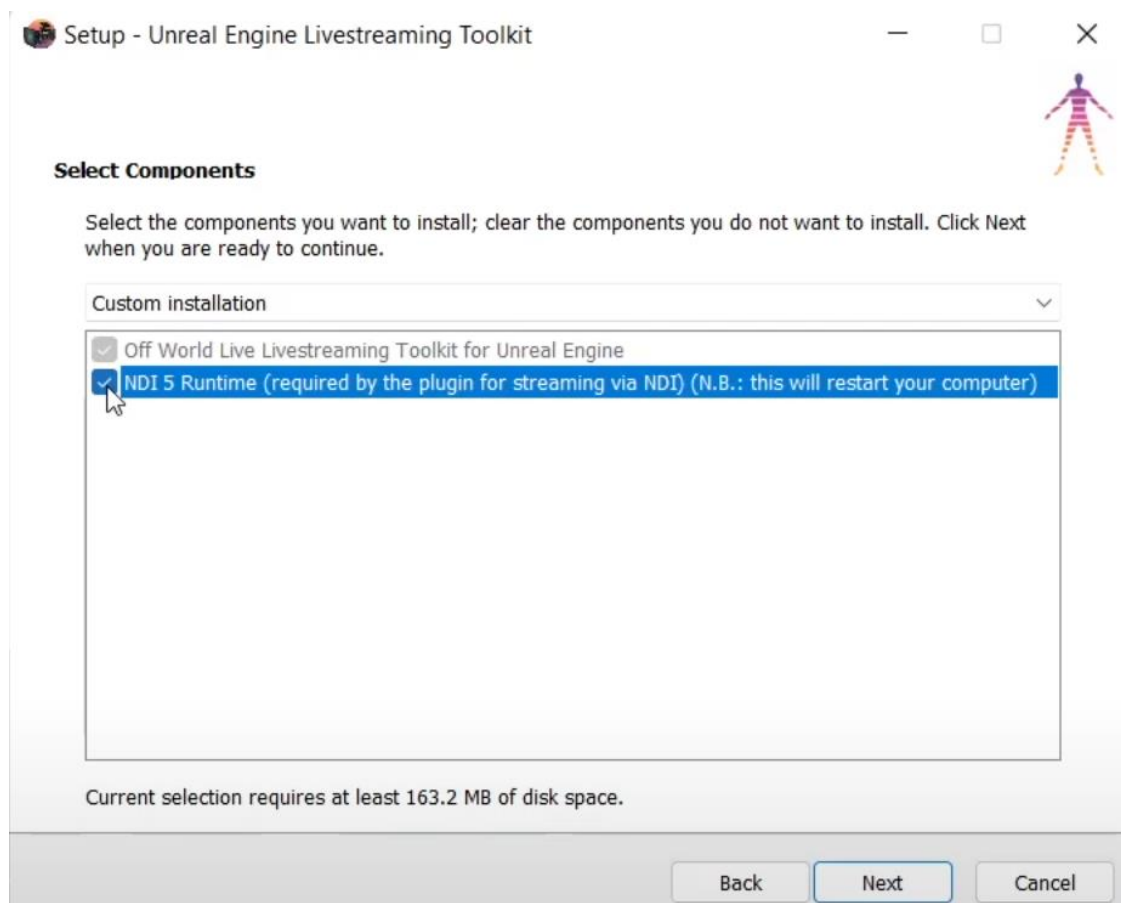 Setup - Unreal Engine Livestreaming Toolkit
Select Components
Select the components you want to install; clear the components you do not want to install. Click Next
when you are ready to continue.
Custom installation
Off World Live Livestreaming Toolkit for Unreal Engine
NDI 5 Runtime (required by the plugin for streaming via NDI) (N.B.: this will restart your computer)
Current selection requires at least 163.2 MB of disk space.
Back Next Cancel